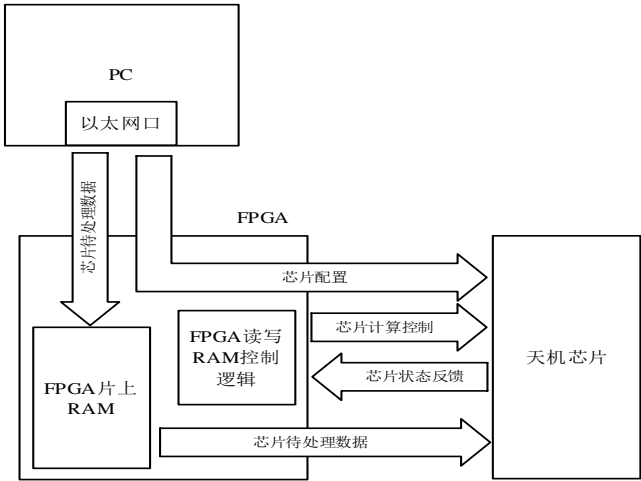 PC
以太网口
芯片待处理数据
FPGA
芯片配置
FPGA读写
RAM控制
逻辑
芯片计算控制
天机芯片
芯片状态反馈
FPGA片上
RAM
芯片待处理数据